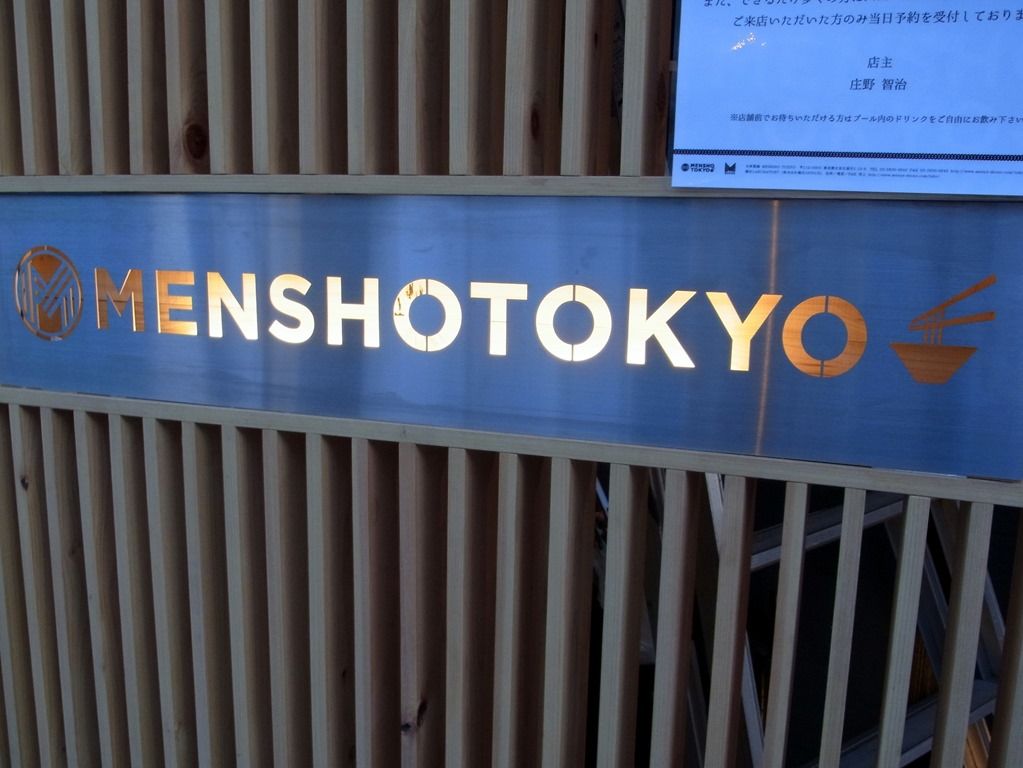 ご来店いただいた方のみ当日予約を受付しており
店主
庄野 智治
※店舗前でお待ちいただける方はプール内のドリンクをご自由にお飲み下さい
MENSHO
TOKYO
MENSHOTOKYO